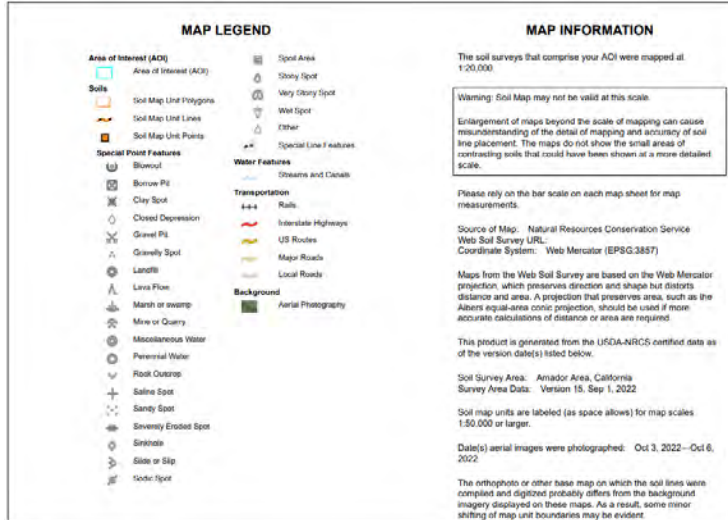 MAP LEGEND
Area of Interest (AOI)
Area of Interest (AOI)
Soils
Soil Map Unit Polygons
Soil Map Unit Lines
Soil Map Unit Points
Special Point Features
Blowout
Borrow Pit
Clay Spot
Closed Depression
Gravel Pit
Gravelly Spot
Landfill
Lava Flow
Marsh or swamp
Mine or Quarry
Miscellaneous Water
Perennial Water
Rock Outcrop
Saline Spot
Sandy Spot
Severely Eroded Spot
Sinkhole
Slide or Slip
Sodic Spot
Spoil Area
Stony Spot
Very Stony Spot
Wet Spot
Other
Special Line Features
Water Features
Streams and Canals
Transportation
Rails
Interstate Highways
US Routes
Major Roads
Local Roads
Background
Aerial Photography
MAP INFORMATION
The soil surveys that comprise your AOI were mapped at
1:20,000.
Warning: Soil Map may not be valid at this scale.
Enlargement of maps beyond the scale of mapping can cause
misunderstanding of the detail of mapping and accuracy of soil
line placement. The maps do not show the small areas of
contrasting soils that could have been shown at a more detailed
scale.
Please rely on the bar scale on each map sheet for map
measurements.
Source of Map: Natural Resources Conservation Service
Web Soil Survey URL:
Coordinate System: Web Mercator (EPSG:3857)
Maps from the Web Soil Survey are based on the Web Mercator
projection, which preserves direction and shape but distorts
distance and area. A projection that preserves area, such as the
Albers equal-area conic projection, should be used if more
accurate calculations of distance or area are required.
This product is generated from the USDA-NRCS certified data as
of the version date(s) listed below.
Soil Survey Area: Amador Area, California
Survey Area Data: Version 15, Sep 1, 2022
Soil map units are labeled (as space allows) for map scales
1:50,000 or larger.
Date(s) aerial images were photographed: Oct 3, 2022—Oct 6,
2022
The orthophoto or other base map on which the soil lines were
compiled and digitized probably differs from the background
imagery displayed on these maps. As a result, some minor
shifting of map unit boundaries may be evident.